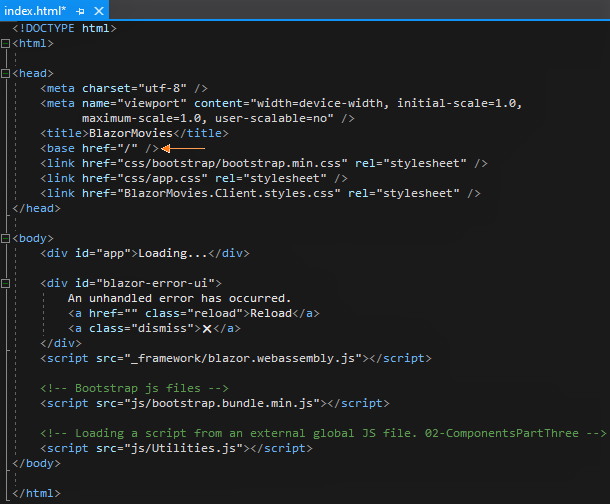 index.html*
<!DOCTYPE html>
<html>
<head>
<meta charset="utf-8" />
<meta name="viewport" content="width=device-width, initial-scale=1.0,
maximum-scale=1.0, user-scalable=no" />
<title>BlazorMovies</title>
<base href="/" />
<link href="css/bootstrap/bootstrap.min.css" rel="stylesheet" />
<link href="css/app.css" rel="stylesheet" />
<link href="BlazorMovies.Client.styles.css" rel="stylesheet" />
</head>
<body>
<div id="app">Loading...</div>
<div id="blazor-error-ui">
An unhandled error has occurred.
<a href="" class="reload">Reload</a>
<a class="dismiss">🗙</a>
</div>
<script src="_framework/blazor.webassembly.js"></script>
<!-- Bootstrap js files -->
<script src="js/bootstrap.bundle.min.js"></script>
<!-- Loading a script from an external global JS file. 02-ComponentsPartThree -->
<script src="js/Utilities.js"></script>
</body>
</html>